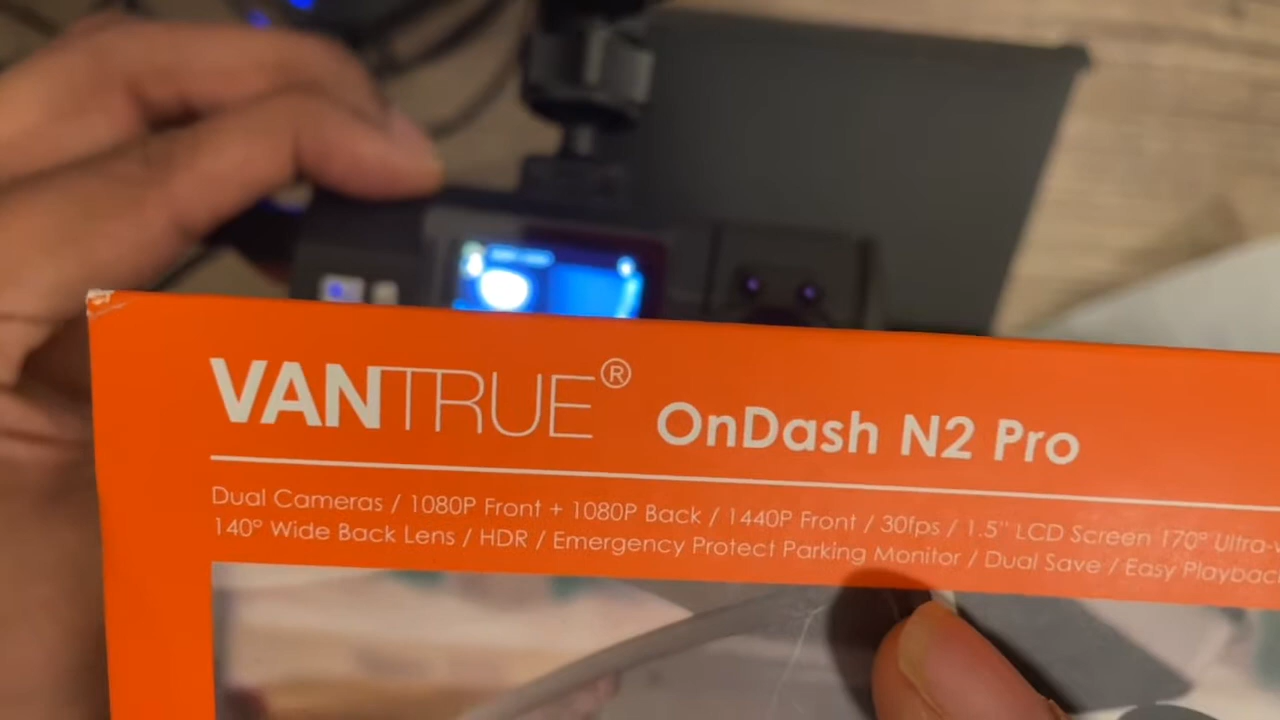 VANTRUE® OnDash N2 Pro
Dual Cameras / 1080P Front + 1080P Back / 1440P Front / 30fps / 1.5" LCD Screen 170° Ultra-
140° Wide Back Lens / HDR / Emergency Protect Parking Monitor / Dual Save / Easy Playback